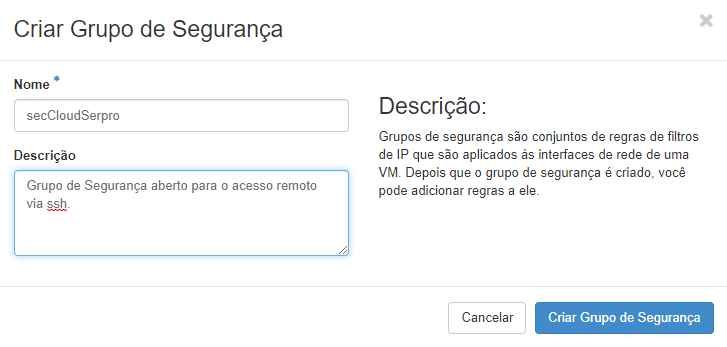 Criar Grupo de Segurança
×
Nome *
secCloudSerpro
Descrição
Grupo de Segurança aberto para o acesso remoto
via ssh.
Descrição:
Grupos de segurança são conjuntos de regras de filtros
de IP que são aplicados às interfaces de rede de uma
VM. Depois que o grupo de segurança é criado, você
pode adicionar regras a ele.
Cancelar
Criar Grupo de Segurança